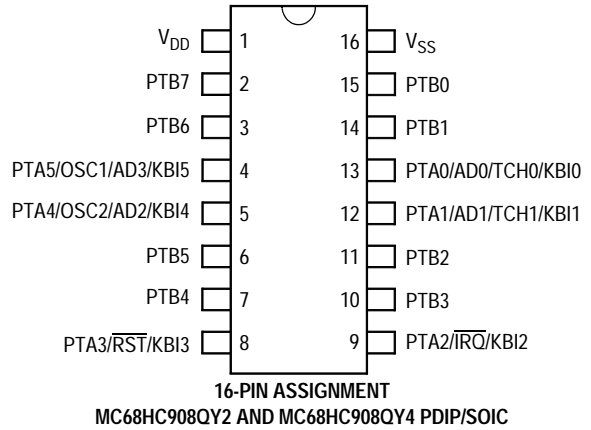 V_DD 1 16 V_SS
PTB7 2 15 PTB0
PTB6 3 14 PTB1
PTA5/OSC1/AD3/KBI5 4 13 PTA0/AD0/TCH0/KBI0
PTA4/OSC2/AD2/KBI4 5 12 PTA1/AD1/TCH1/KBI1
PTB5 6 11 PTB2
PTB4 7 10 PTB3
PTA3/R̅S̅T̅/KBI3 8 9 PTA2/I̅R̅Q̅/KBI2
16-PIN ASSIGNMENT
MC68HC908QY2 AND MC68HC908QY4 PDIP/SOIC